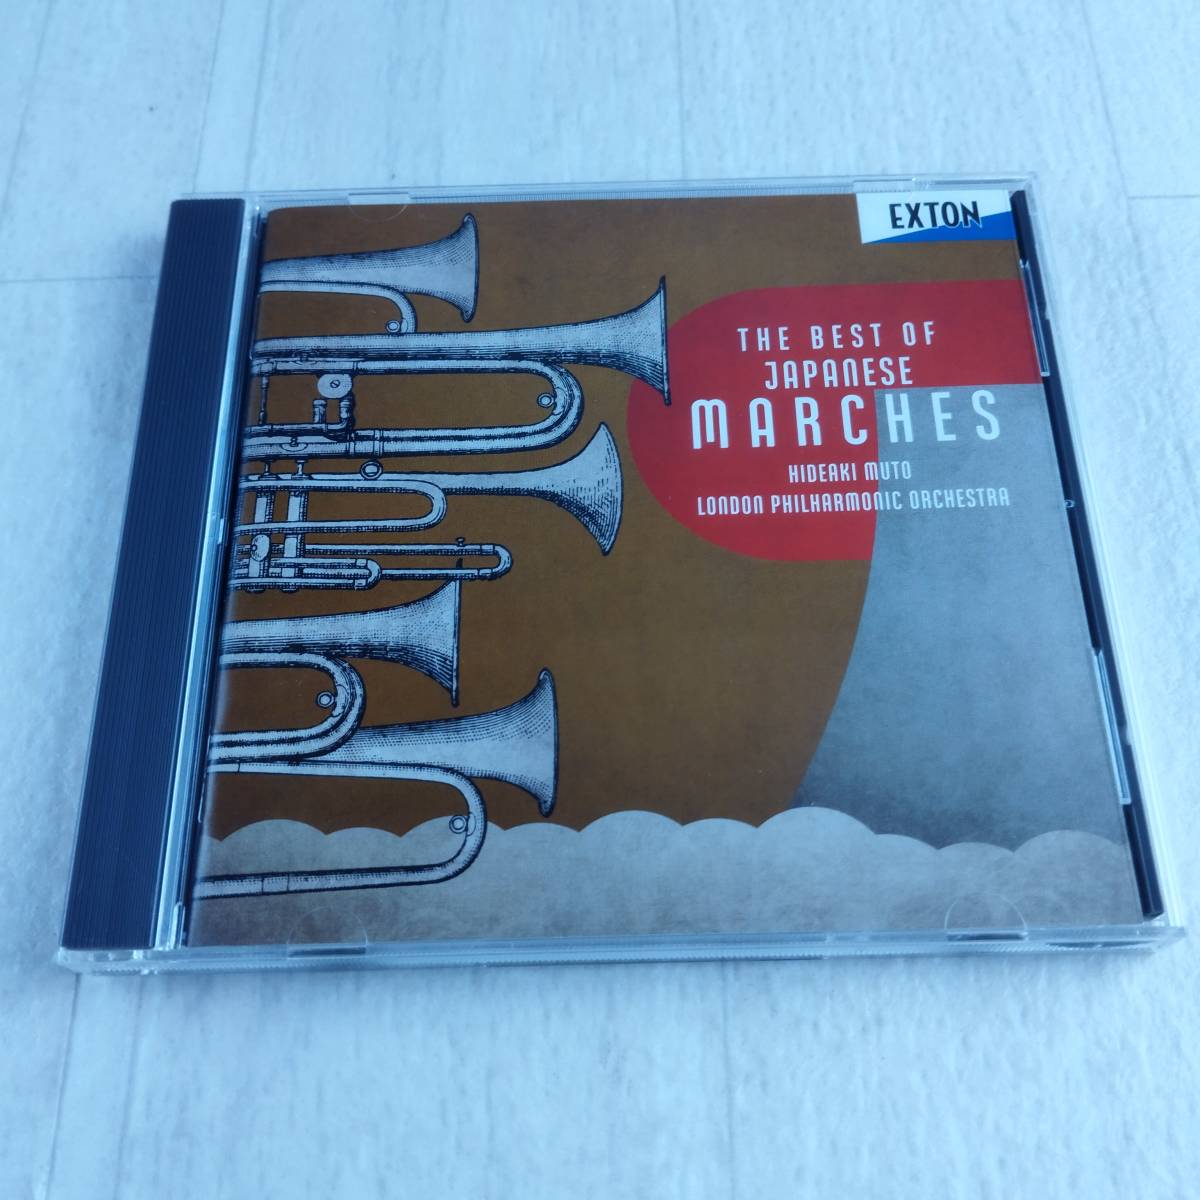 EXTON
THE BEST OF
JAPANESE
MARCHES
HIDEAKI MUTO
LONDON PHILHARMONIC ORCHESTRA